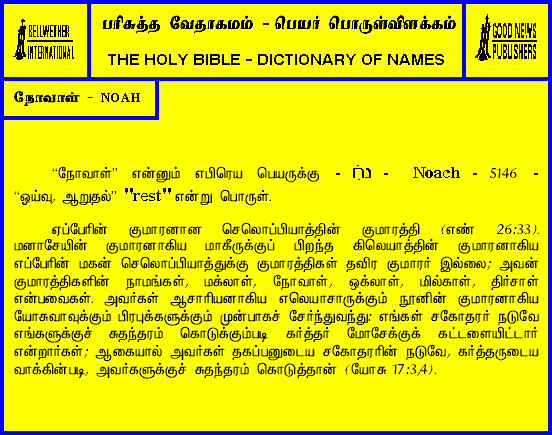 BELLWETHER
INTERNATIONAL
பரிசுத்த வேதாகமம் - பெயர் பொருள்விளக்கம்
THE HOLY BIBLE - DICTIONARY OF NAMES
GOOD NEWS
PUBLISHERS
நோவாள் - NOAH
“நோவாள்” என்னும் எபிரெய பெயருக்கு - נֹחַ - Noach - 5146 -
“ஓய்வு, ஆறுதல்” "rest" என்று பொருள்.
ஏப்பேரின் குமாரனான செலொப்பியாத்தின் குமாரத்தி (எண் 26:33).
மனாசேயின் குமாரனாகிய மாகீருக்குப் பிறந்த கிலெயாத்தின் குமாரனாகிய
எப்பேரின் மகன் செலொப்பியாத்துக்கு குமாரத்திகள் தவிர குமாரர் இல்லை; அவன்
குமாரத்திகளின் நாமங்கள், மக்லாள், நோவாள், ஒக்லாள், மில்காள், திர்சாள்
என்பவைகள். அவர்கள் ஆசாரியனாகிய எலெயாசாருக்கும் நூனின் குமாரனாகிய
யோசுவாவுக்கும் பிரபுக்களுக்கும் முன்பாகச் சேர்ந்துவந்து: எங்கள் சகோதரர் நடுவே
எங்களுக்குச் சுதந்தரம் கொடுக்கும்படி கர்த்தர் மோசேக்குக் கட்டளையிட்டார்
என்றார்கள்; ஆகையால் அவர்கள் தகப்பனுடைய சகோதரரின் நடுவே, கர்த்தருடைய
வாக்கின்படி, அவர்களுக்குச் சுதந்தரம் கொடுத்தான் (யோசு 17:3,4).